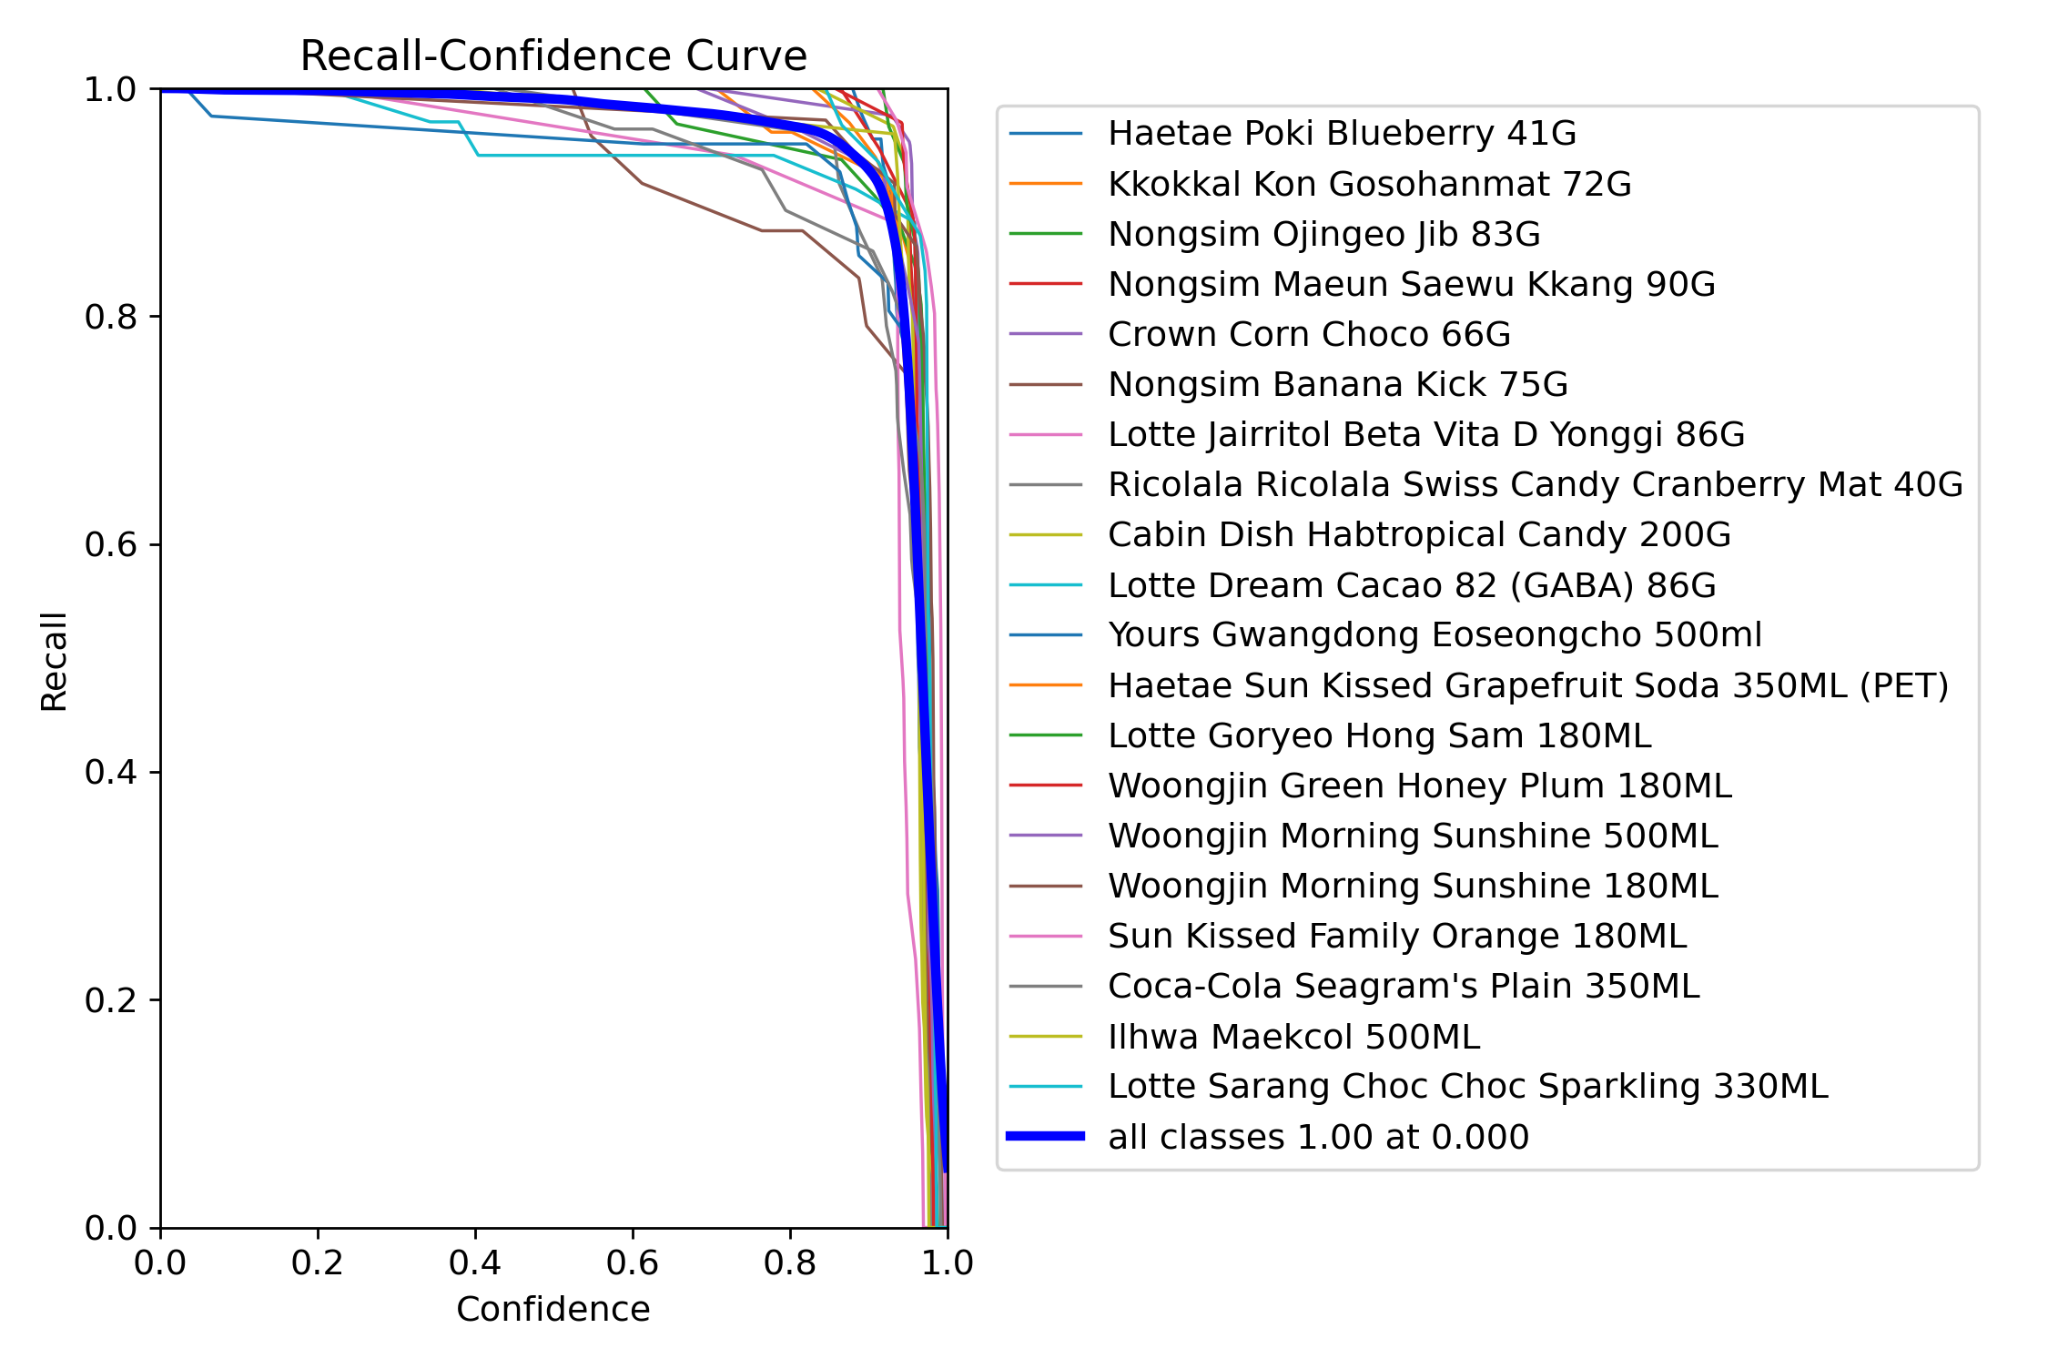 Recall-Confidence Curve
1.0
0.8
0.6
0.4
0.2
0.0
Recall
0.0 0.2 0.4 0.6 0.8 1.0
Confidence
Haetae Poki Blueberry 41G
Kkokkal Kon Gosohanmat 72G
Nongsim Ojingeo Jib 83G
Nongsim Maeun Saewu Kkang 90G
Crown Corn Choco 66G
Nongsim Banana Kick 75G
Lotte Jairritol Beta Vita D Yonggi 86G
Ricolala Ricolala Swiss Candy Cranberry Mat 40G
Cabin Dish Habtropical Candy 200G
Lotte Dream Cacao 82 (GABA) 86G
Yours Gwangdong Eoseongcho 500ml
Haetae Sun Kissed Grapefruit Soda 350ML (PET)
Lotte Goryeo Hong Sam 180ML
Woongjin Green Honey Plum 180ML
Woongjin Morning Sunshine 500ML
Woongjin Morning Sunshine 180ML
Sun Kissed Family Orange 180ML
Coca-Cola Seagram's Plain 350ML
Ilhwa Maekcol 500ML
Lotte Sarang Choc Choc Sparkling 330ML
all classes 1.00 at 0.000